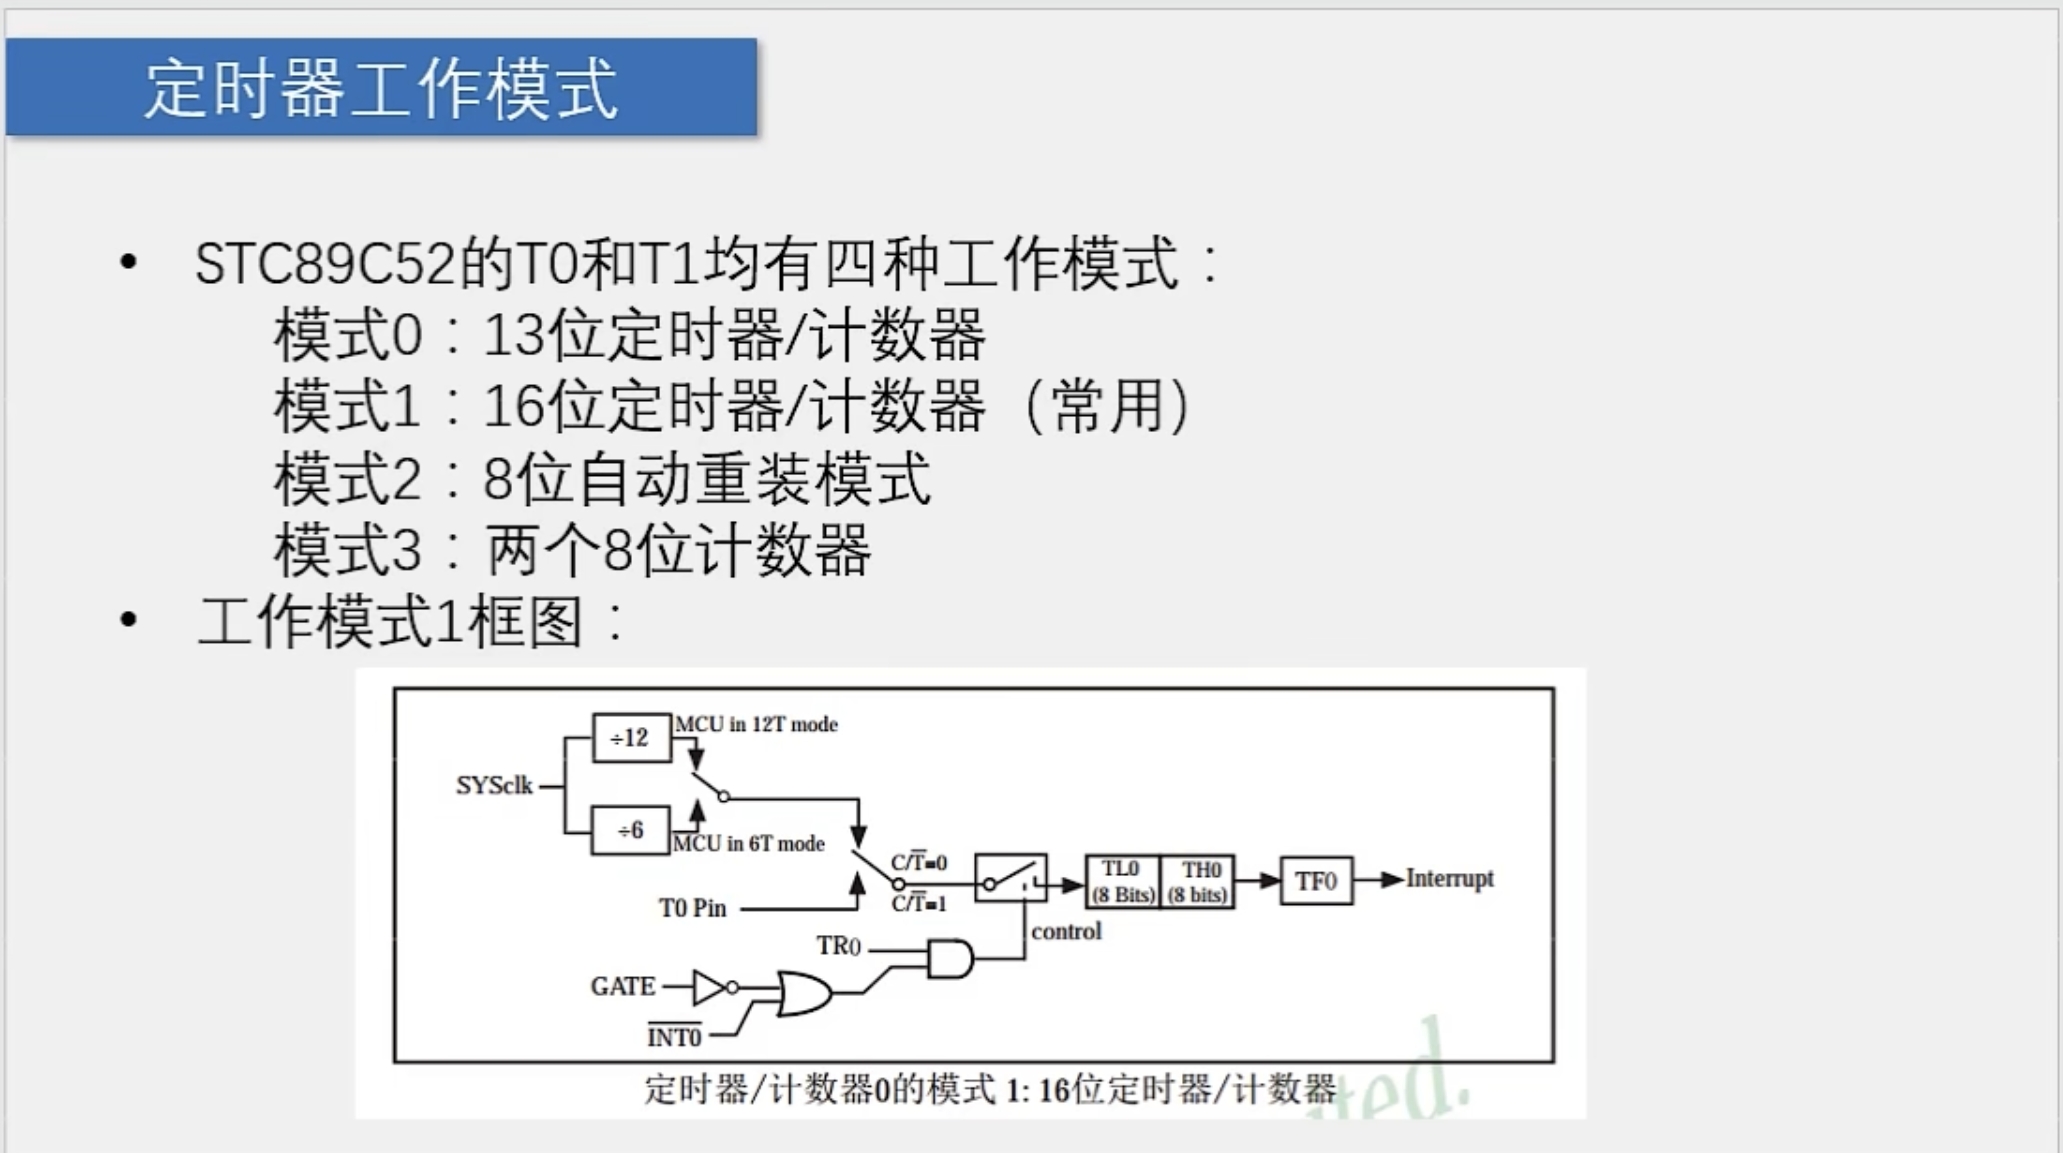 定时器工作模式
• STC89C52的T0和T1均有四种工作模式：
模式0：13位定时器/计数器
模式1：16位定时器/计数器（常用）
模式2：8位自动重装模式
模式3：两个8位计数器
• 工作模式1框图：
÷12
MCU in 12T mode
SYSclk
÷6
MCU in 6T mode
C/T̅=0
T0 Pin
C/T̅=1
TL0
(8 Bits)
TH0
(8 bits)
TF0
Interrupt
control
TR0
GATE
I̅N̅T̅0̅
定时器/计数器0的模式 1: 16位定时器/计数器
ited.